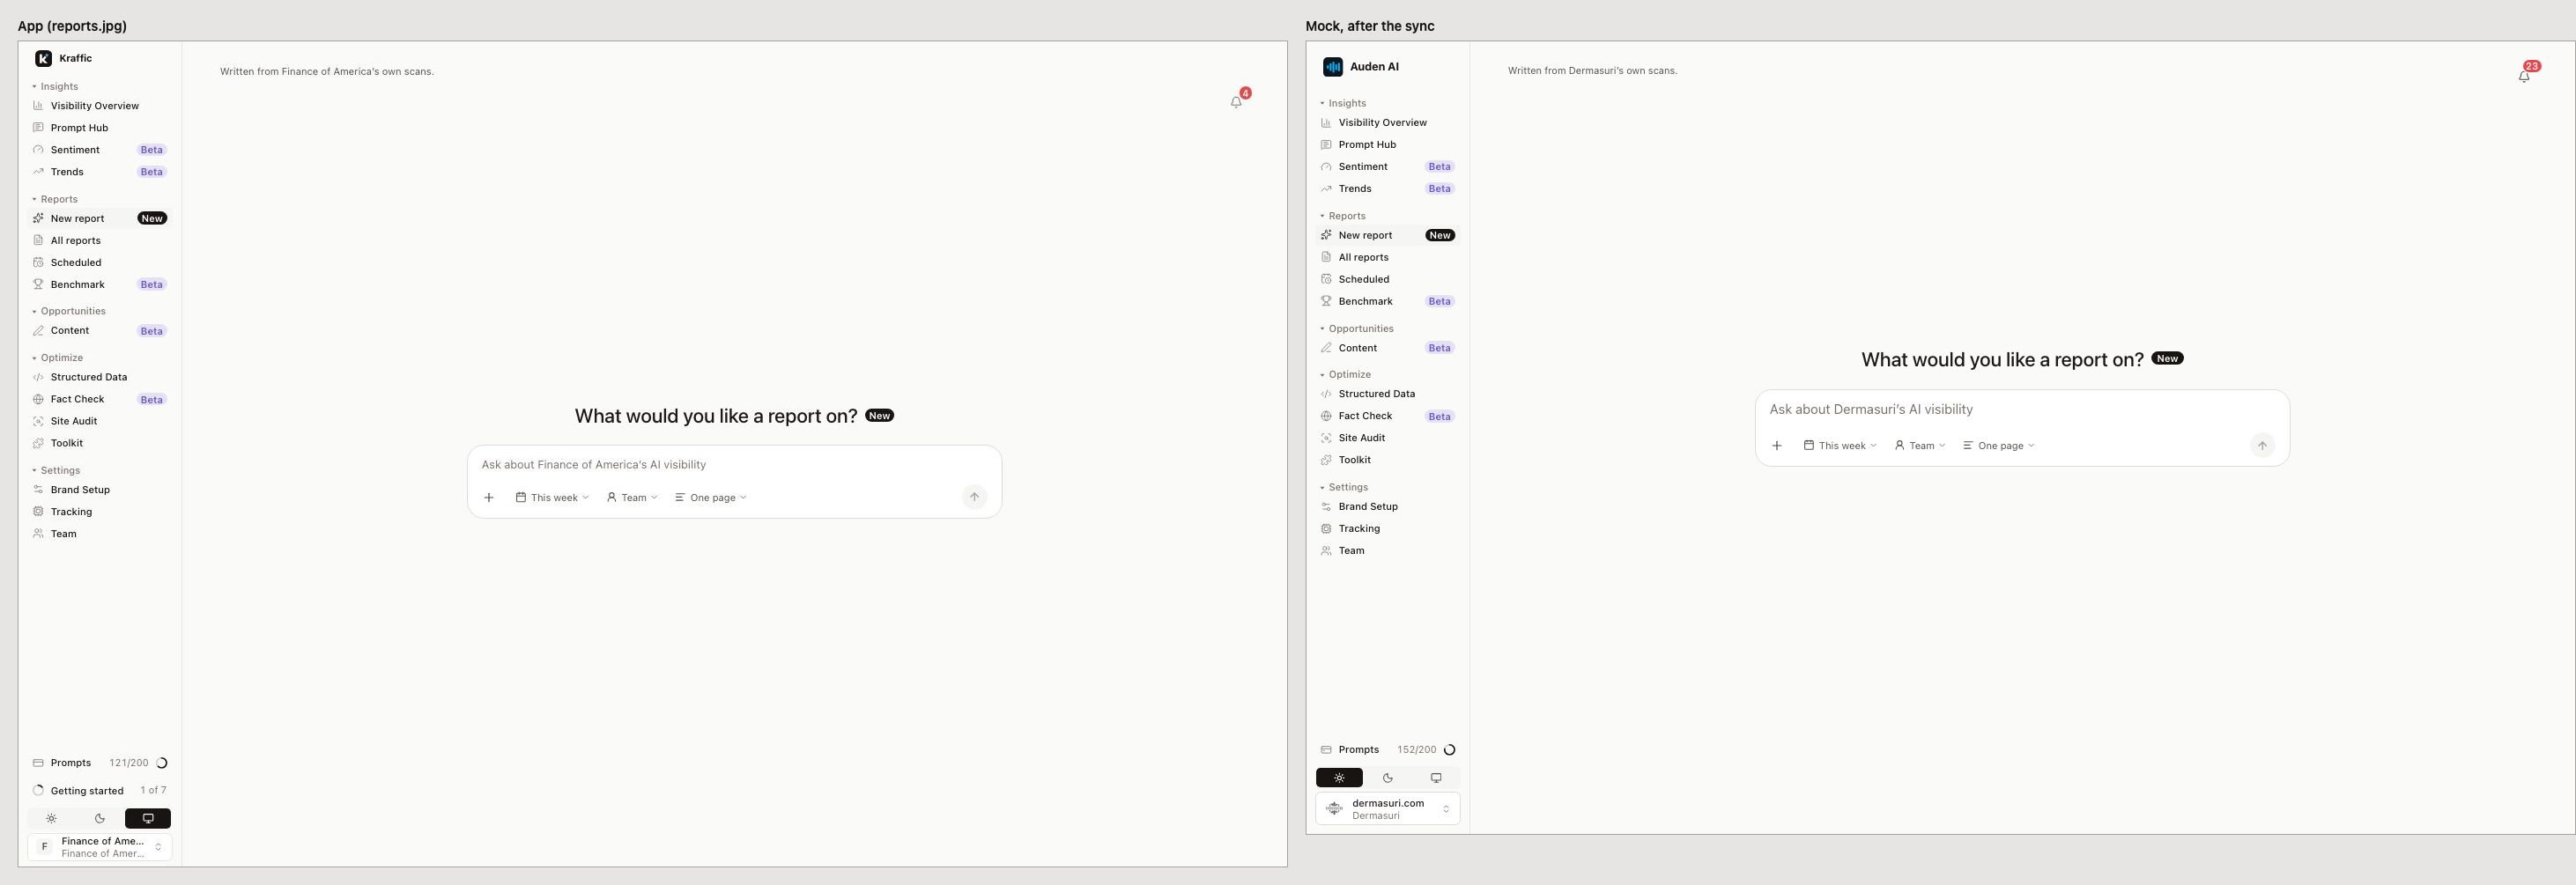 App (reports.jpg)
Kraffic
Written from Finance of America's own scans.
4
Insights
Visibility Overview
Prompt Hub
Sentiment Beta
Trends Beta
Reports
New report New
All reports
Scheduled
Benchmark Beta
Opportunities
Content Beta
Optimize
Structured Data
Fact Check Beta
Site Audit
Toolkit
Settings
Brand Setup
Tracking
Team
What would you like a report on? New
Ask about Finance of America's AI visibility
This week Team One page
Prompts 121/200
Getting started 1 of 7
F Finance of Ame...
Finance of Amer...
Mock, after the sync
Auden AI
Written from Dermasuri's own scans.
23
Insights
Visibility Overview
Prompt Hub
Sentiment Beta
Trends Beta
Reports
New report New
All reports
Scheduled
Benchmark Beta
Opportunities
Content Beta
Optimize
Structured Data
Fact Check Beta
Site Audit
Toolkit
Settings
Brand Setup
Tracking
Team
What would you like a report on? New
Ask about Dermasuri's AI visibility
This week Team One page
Prompts 152/200
dermasuri.com
Dermasuri